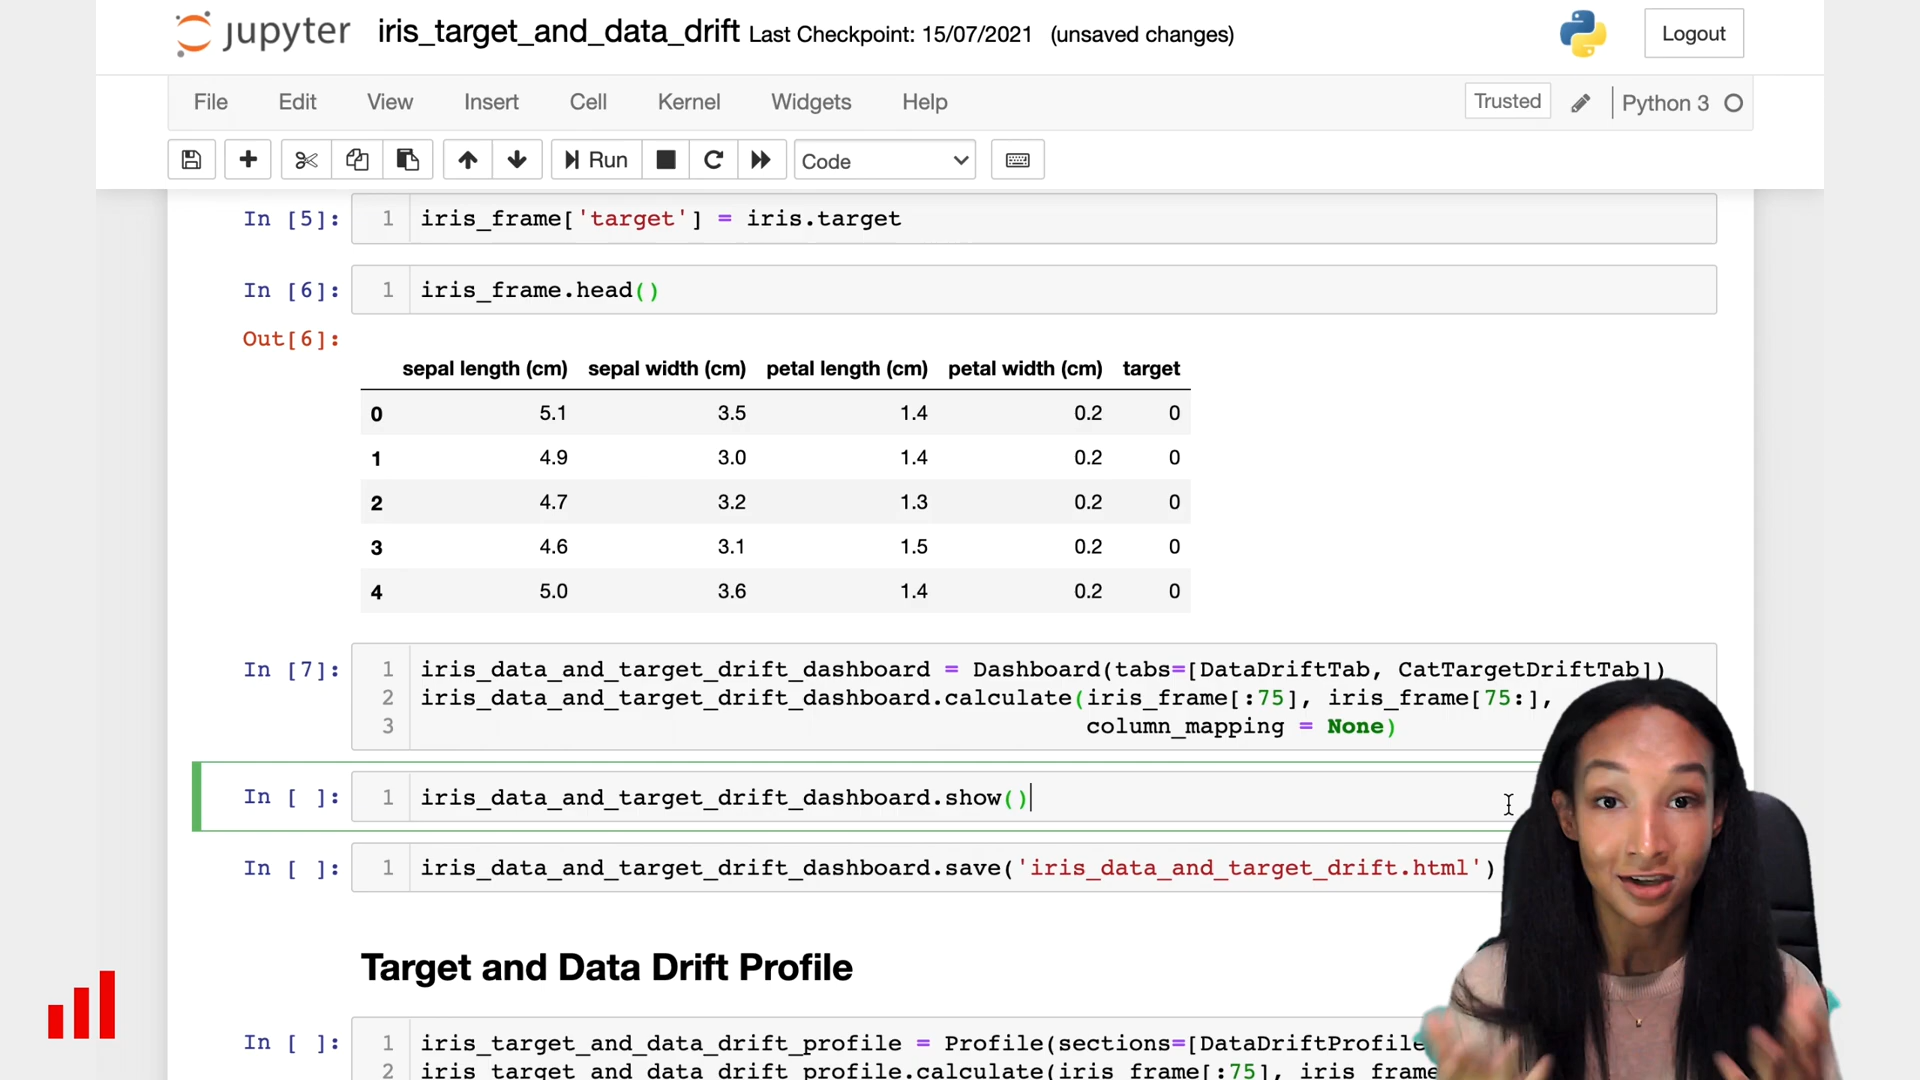 jupyter iris_target_and_data_drift Last Checkpoint: 15/07/2021 (unsaved changes) Logout
File Edit View Insert Cell Kernel Widgets Help Trusted Python 3
Run Code
In [5]: 1 iris_frame['target'] = iris.target
In [6]: 1 iris_frame.head()
Out[6]:
sepal length (cm) sepal width (cm) petal length (cm) petal width (cm) target
0 5.1 3.5 1.4 0.2 0
1 4.9 3.0 1.4 0.2 0
2 4.7 3.2 1.3 0.2 0
3 4.6 3.1 1.5 0.2 0
4 5.0 3.6 1.4 0.2 0
In [7]: 1 iris_data_and_target_drift_dashboard = Dashboard(tabs=[DataDriftTab, CatTargetDriftTab])
2 iris_data_and_target_drift_dashboard.calculate(iris_frame[:75], iris_frame[75:],
3 column_mapping = None)
In [ ]: 1 iris_data_and_target_drift_dashboard.show()
In [ ]: 1 iris_data_and_target_drift_dashboard.save('iris_data_and_target_drift.html')
Target and Data Drift Profile
In [ ]: 1 iris_target_and_data_drift_profile = Profile(sections=[DataDriftProfile
2 iris_target_and_data_drift_profile.calculate(iris_frame[:75], iris_frame